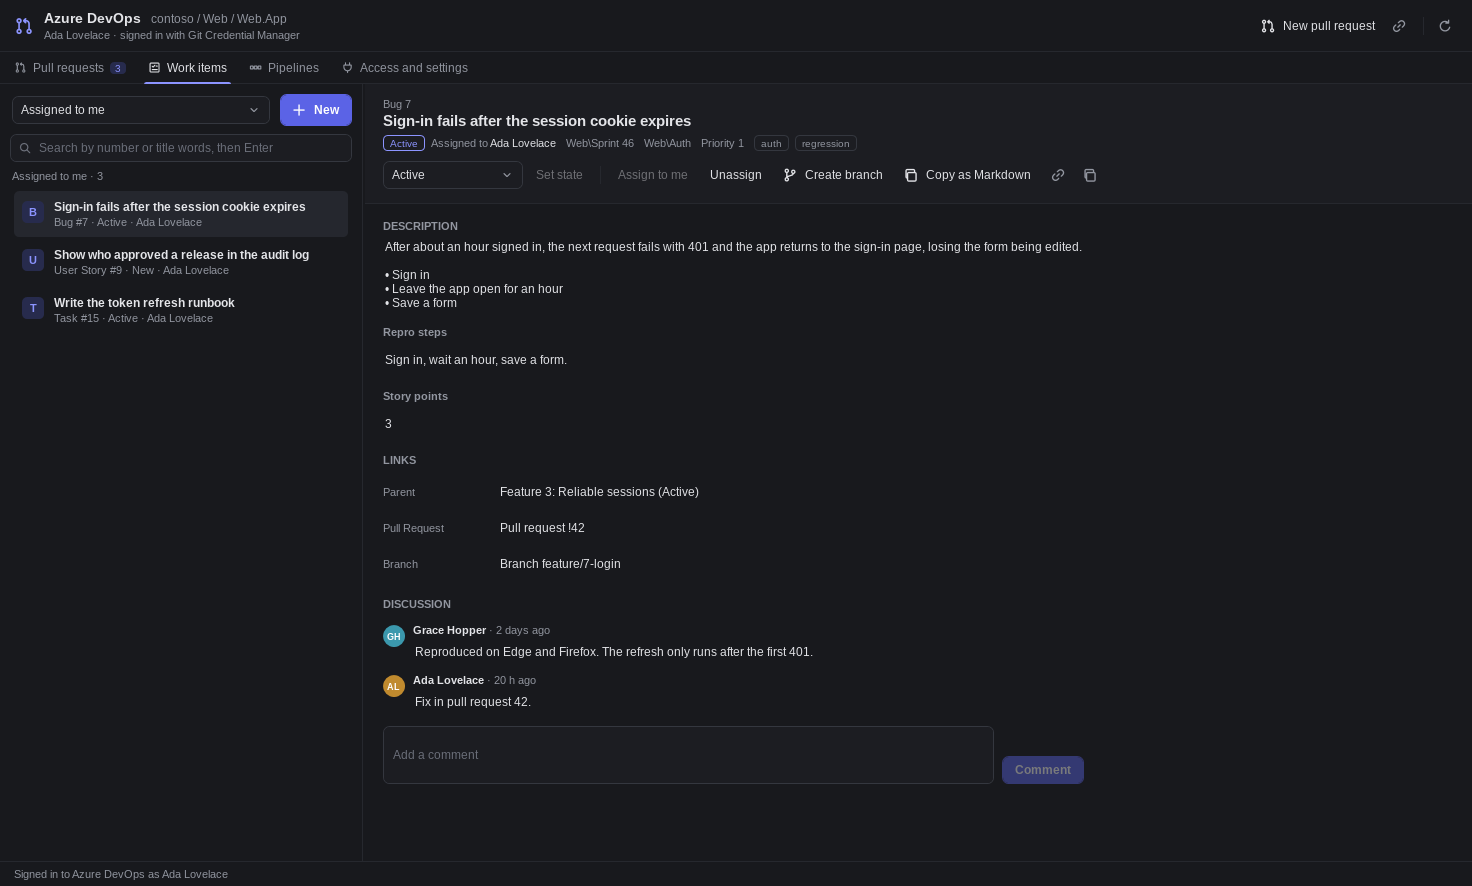 Azure DevOps contoso / Web / Web.App
Ada Lovelace · signed in with Git Credential Manager
New pull request
Pull requests 3
Work items
Pipelines
Access and settings
Assigned to me
New
Search by number or title words, then Enter
Assigned to me · 3
B
Sign-in fails after the session cookie expires
Bug #7 · Active · Ada Lovelace
U
Show who approved a release in the audit log
User Story #9 · New · Ada Lovelace
T
Write the token refresh runbook
Task #15 · Active · Ada Lovelace
Bug 7
Sign-in fails after the session cookie expires
Active Assigned to Ada Lovelace Web\Sprint 46 Web\Auth Priority 1 auth regression
Active
Set state
Assign to me
Unassign
Create branch
Copy as Markdown
DESCRIPTION
After about an hour signed in, the next request fails with 401 and the app returns to the sign-in page, losing the form being edited.
• Sign in
• Leave the app open for an hour
• Save a form
Repro steps
Sign in, wait an hour, save a form.
Story points
3
LINKS
Parent Feature 3: Reliable sessions (Active)
Pull Request Pull request !42
Branch Branch feature/7-login
DISCUSSION
GH
Grace Hopper · 2 days ago
Reproduced on Edge and Firefox. The refresh only runs after the first 401.
AL
Ada Lovelace · 20 h ago
Fix in pull request 42.
Add a comment
Comment
Signed in to Azure DevOps as Ada Lovelace